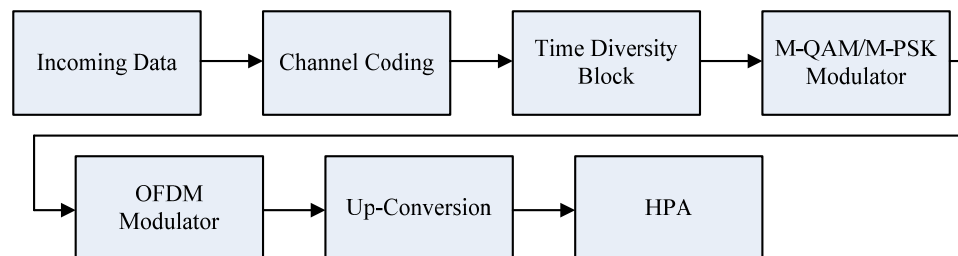 Incoming Data
Channel Coding
Time Diversity
Block
M-QAM/M-PSK
Modulator
OFDM
Modulator
Up-Conversion
HPA